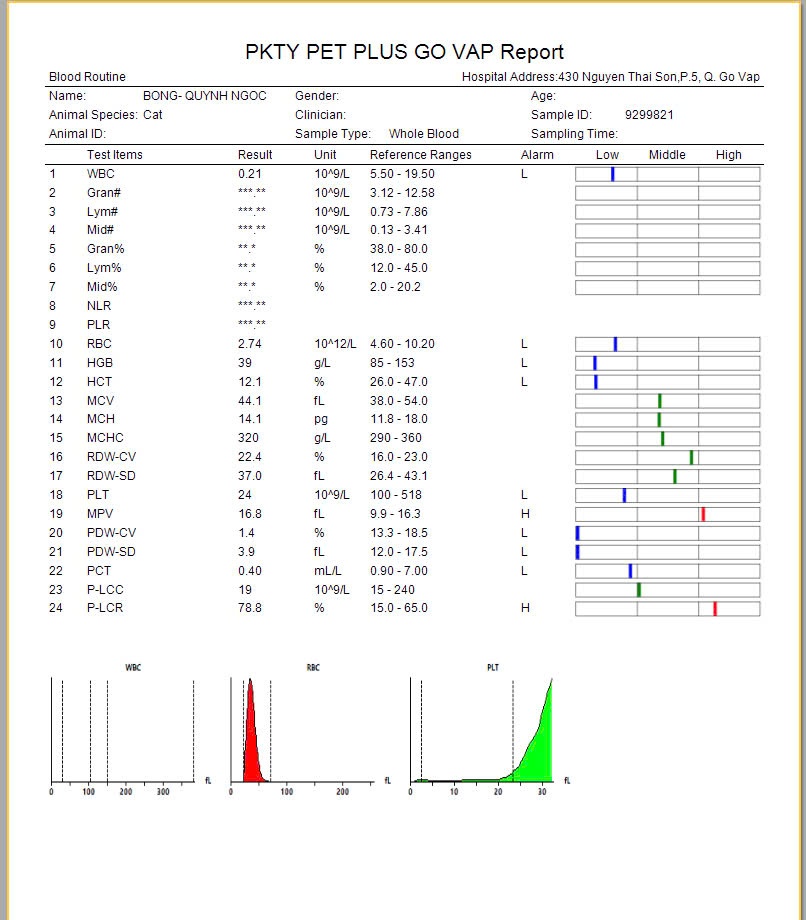 PKTY PET PLUS GO VAP Report
Blood Routine Hospital Address:430 Nguyen Thai Son,P.5, Q. Go Vap
Name: BONG- QUYNH NGOC Gender: Age:
Animal Species: Cat Clinician: Sample ID: 9299821
Animal ID: Sample Type: Whole Blood Sampling Time:
Test Items Result Unit Reference Ranges Alarm Low Middle High
1 WBC 0.21 10^9/L 5.50 - 19.50 L
2 Gran# ***.** 10^9/L 3.12 - 12.58
3 Lym# ***.** 10^9/L 0.73 - 7.86
4 Mid# ***.** 10^9/L 0.13 - 3.41
5 Gran% **.* % 38.0 - 80.0
6 Lym% **.* % 12.0 - 45.0
7 Mid% **.* % 2.0 - 20.2
8 NLR ***.**
9 PLR ***.**
10 RBC 2.74 10^12/L 4.60 - 10.20 L
11 HGB 39 g/L 85 - 153 L
12 HCT 12.1 % 26.0 - 47.0 L
13 MCV 44.1 fL 38.0 - 54.0
14 MCH 14.1 pg 11.8 - 18.0
15 MCHC 320 g/L 290 - 360
16 RDW-CV 22.4 % 16.0 - 23.0
17 RDW-SD 37.0 fL 26.4 - 43.1
18 PLT 24 10^9/L 100 - 518 L
19 MPV 16.8 fL 9.9 - 16.3 H
20 PDW-CV 1.4 % 13.3 - 18.5 L
21 PDW-SD 3.9 fL 12.0 - 17.5 L
22 PCT 0.40 mL/L 0.90 - 7.00 L
23 P-LCC 19 10^9/L 15 - 240
24 P-LCR 78.8 % 15.0 - 65.0 H
WBC RBC PLT
fL fL fL
0 100 200 300 0 100 200 0 10 20 30